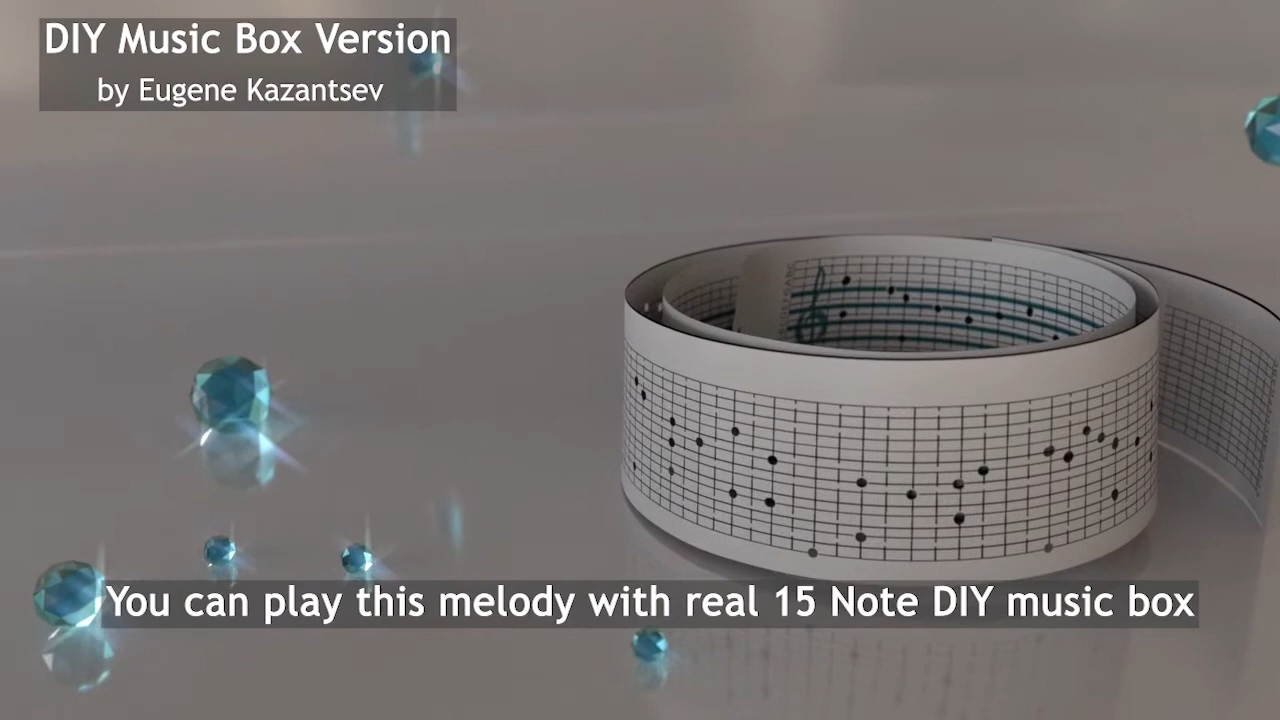 DIY Music Box Version
by Eugene Kazantsev
You can play this melody with real 15 Note DIY music box